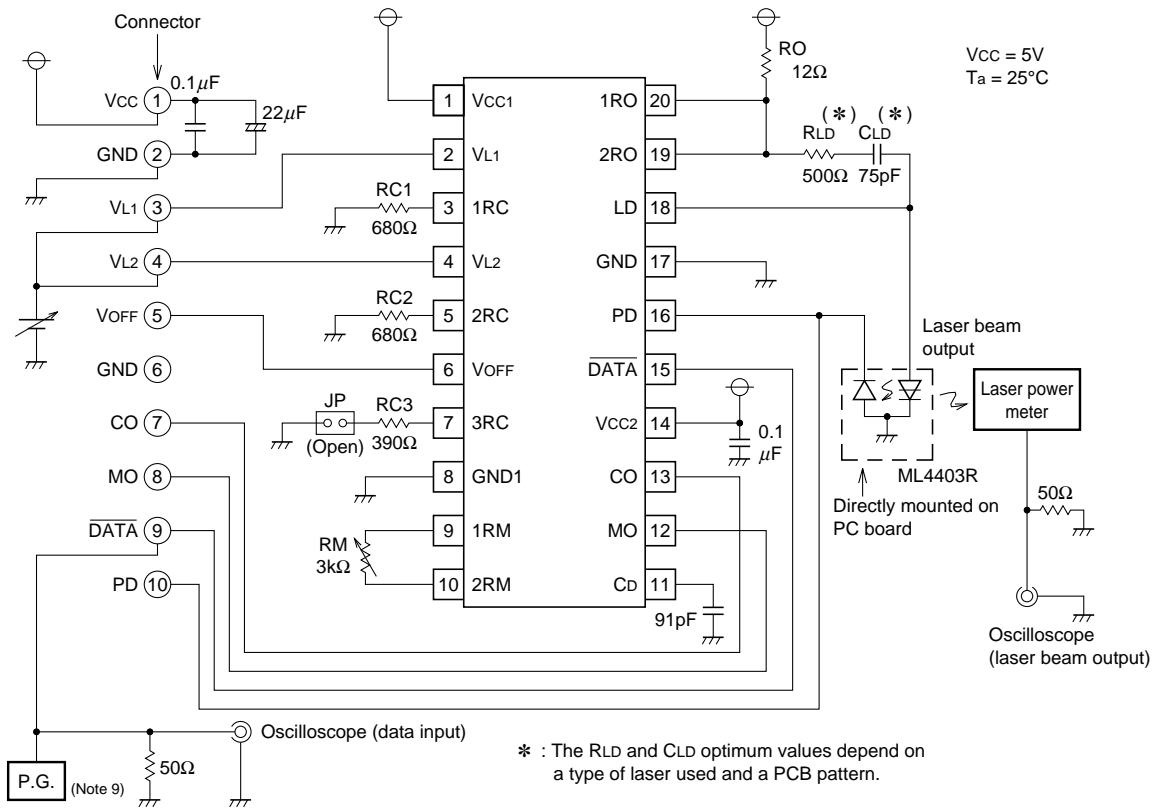 Connector
0.1μF
22μF
VCC 1
GND 2
VL1 3
VL2 4
VOFF 5
GND 6
CO 7
MO 8
DATA 9
PD 10
RC1
680Ω
RC2
680Ω
JP
(Open)
RC3
390Ω
RM
3kΩ
1 VCC1
2 VL1
3 1RC
4 VL2
5 2RC
6 VOFF
7 3RC
8 GND1
9 1RM
10 2RM
1RO 20
2RO 19
LD 18
GND 17
PD 16
DATA 15
VCC2 14
CO 13
MO 12
CD 11
RO
12Ω
(*) (*)
RLD CLD
500Ω 75pF
VCC = 5V
Ta = 25°C
0.1
μF
91pF
Laser beam
output
Laser power
meter
ML4403R
Directly mounted on
PC board
50Ω
Oscilloscope
(laser beam output)
Oscilloscope (data input)
50Ω
P.G. (Note 9)
* : The RLD and CLD optimum values depend on
a type of laser used and a PCB pattern.